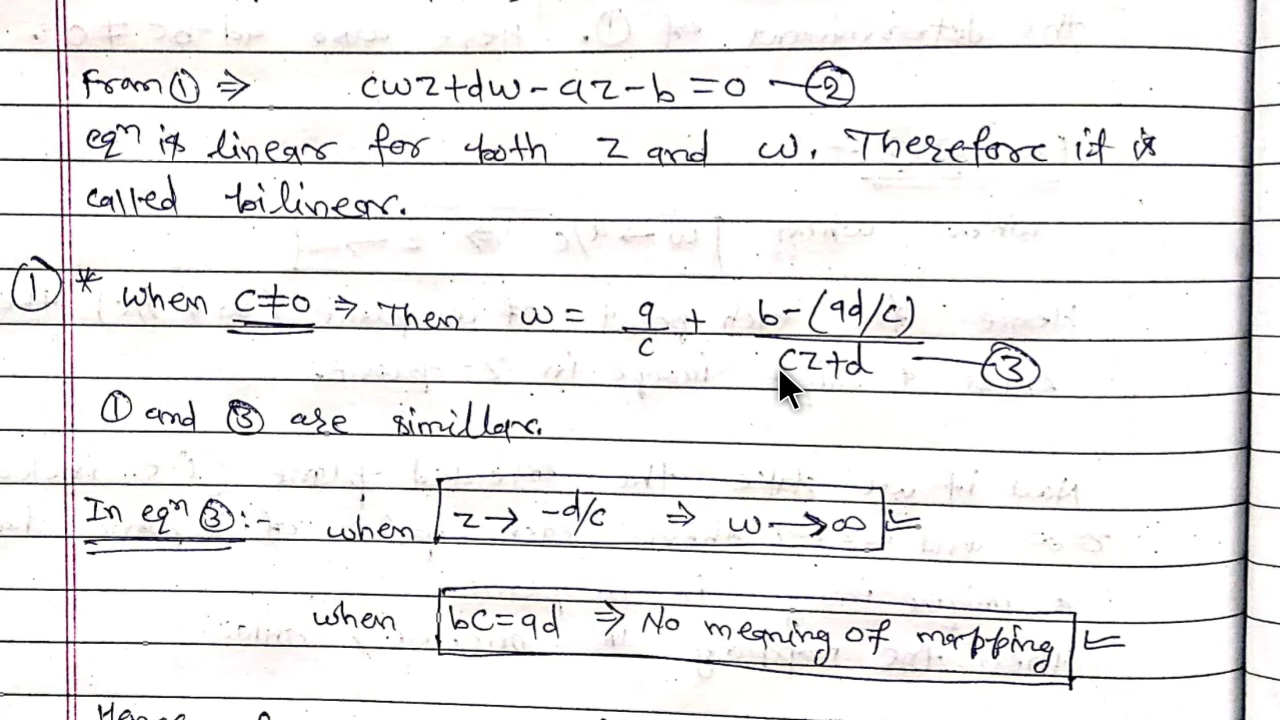 From ① ⇒ cwz+dw-az-b=0 —②
eqn is linear for both z and w. Therefore it is
called bilinear.
① * when c≠0 ⇒ Then w = a/c + b-(ad/c)/cz+d —③
① and ③ are simillar.
In eqn ③:- when z→ -d/c ⇒ w→∞
when bc=ad ⇒ No meaning of mapping